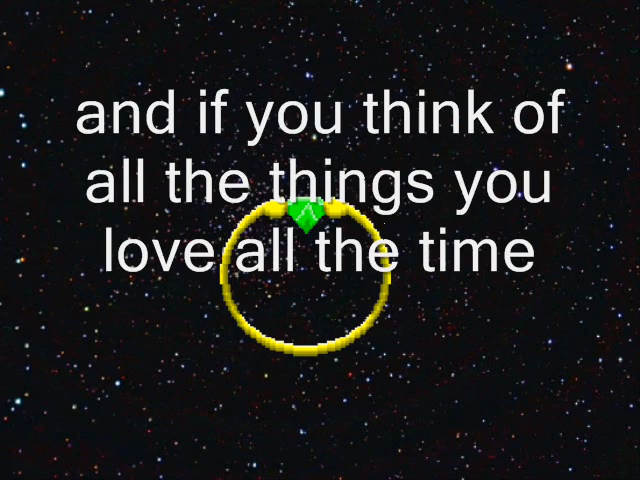 and if you think of
all the things you
love all the time